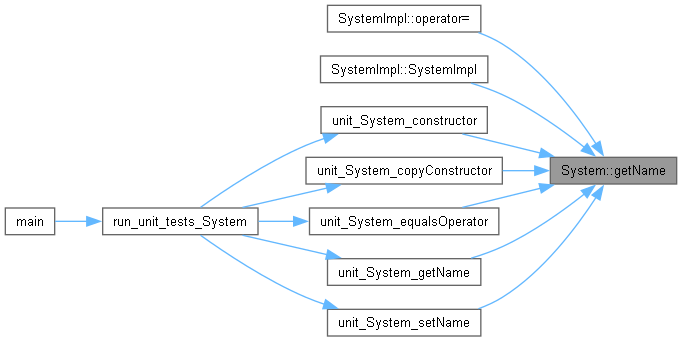 SystemImpl::operator=
SystemImpl::SystemImpl
unit_System_constructor
unit_System_copyConstructor
System::getName
main
run_unit_tests_System
unit_System_equalsOperator
unit_System_getName
unit_System_setName